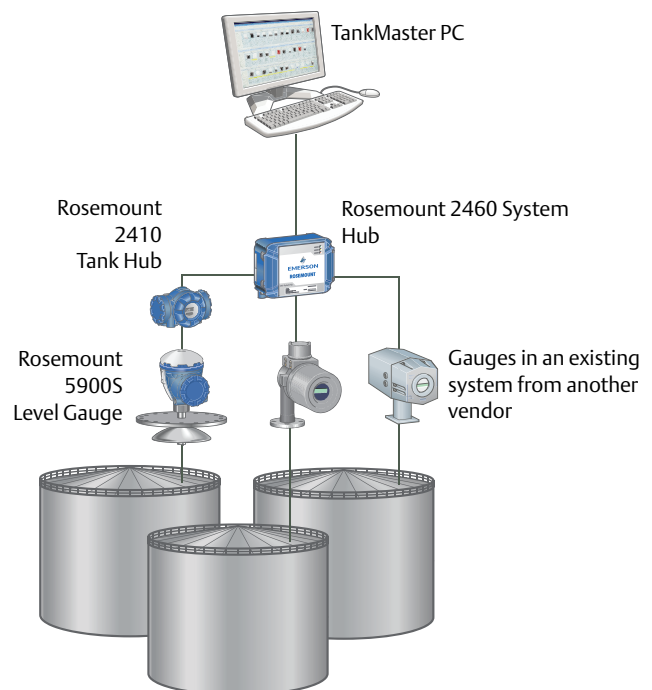 TankMaster PC
Rosemount
2410
Tank Hub
Rosemount 2460 System
Hub
EMERSON
ROSEMOUNT
Rosemount
5900S
Level Gauge
Gauges in an existing
system from another
vendor